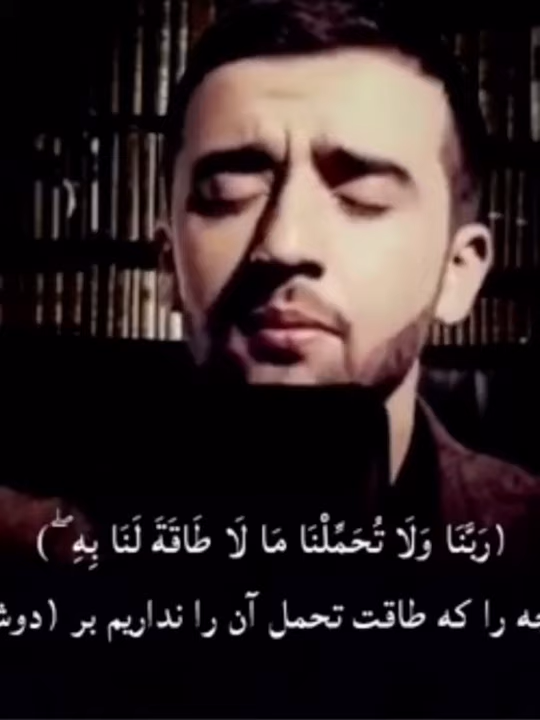 (رَبَّنَا وَلَا تُحَمِّلْنَا مَا لَا طَاقَةَ لَنَا بِهِ ۖ)
را که طاقت تحمل آن را نداریم بر (